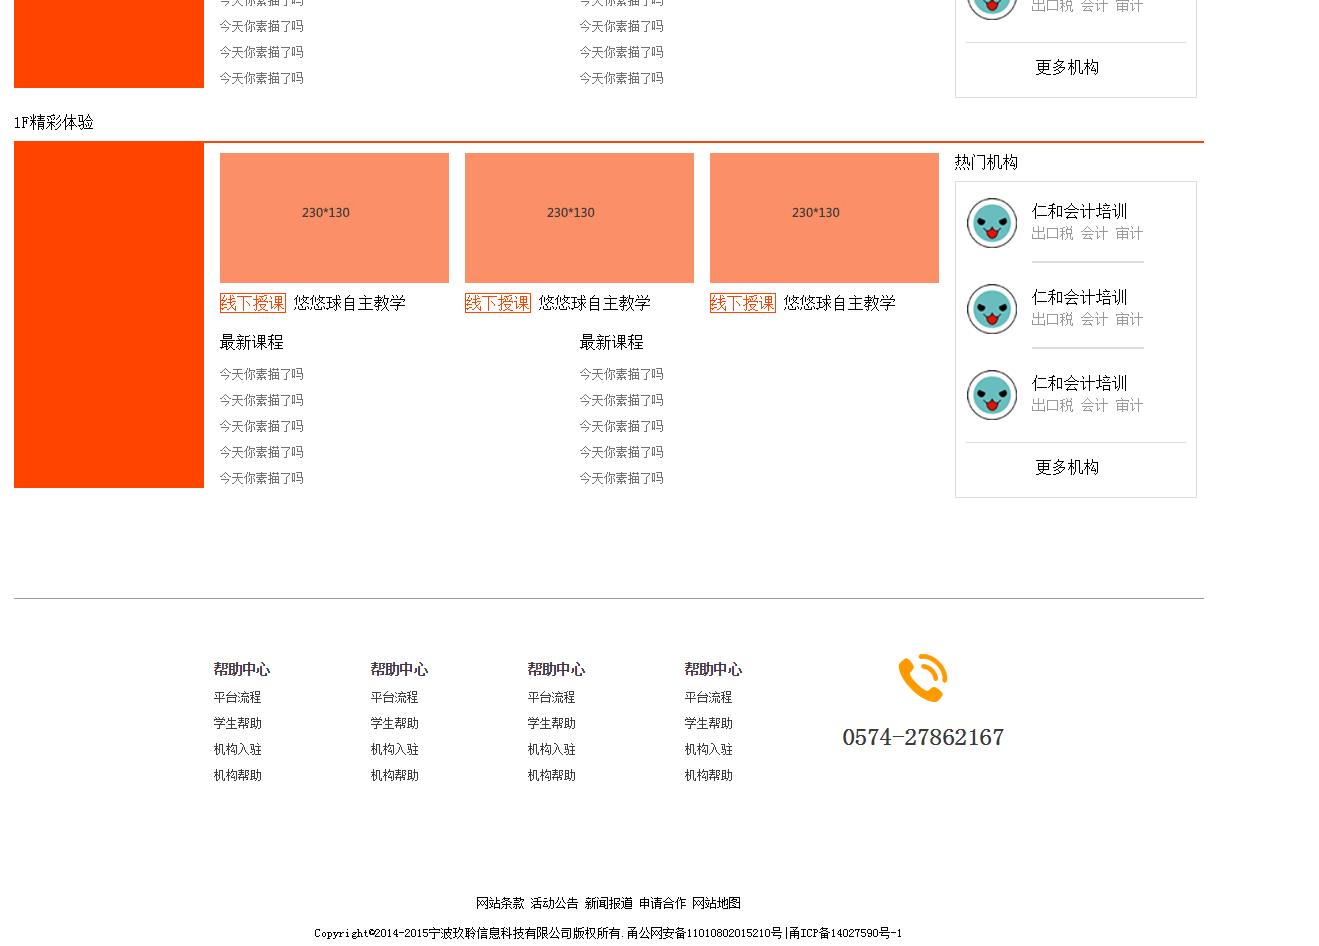 今天你素描了吗 今天你素描了吗 出口税 会计 审计
今天你素描了吗 今天你素描了吗
今天你素描了吗 今天你素描了吗
今天你素描了吗 今天你素描了吗
更多机构
1F精彩体验
230*130 230*130 230*130
线下授课 悠悠球自主教学 线下授课 悠悠球自主教学 线下授课 悠悠球自主教学
最新课程
今天你素描了吗
今天你素描了吗
今天你素描了吗
今天你素描了吗
今天你素描了吗
最新课程
今天你素描了吗
今天你素描了吗
今天你素描了吗
今天你素描了吗
今天你素描了吗
热门机构
仁和会计培训
出口税 会计 审计
仁和会计培训
出口税 会计 审计
仁和会计培训
出口税 会计 审计
更多机构
帮助中心
平台流程
学生帮助
机构入驻
机构帮助
帮助中心
平台流程
学生帮助
机构入驻
机构帮助
帮助中心
平台流程
学生帮助
机构入驻
机构帮助
帮助中心
平台流程
学生帮助
机构入驻
机构帮助
0574-27862167
网站条款 活动公告 新闻报道 申请合作 网站地图
Copyright©2014-2015宁波玖聆信息科技有限公司版权所有.甬公网安备11010802015210号|甬ICP备14027590号-1